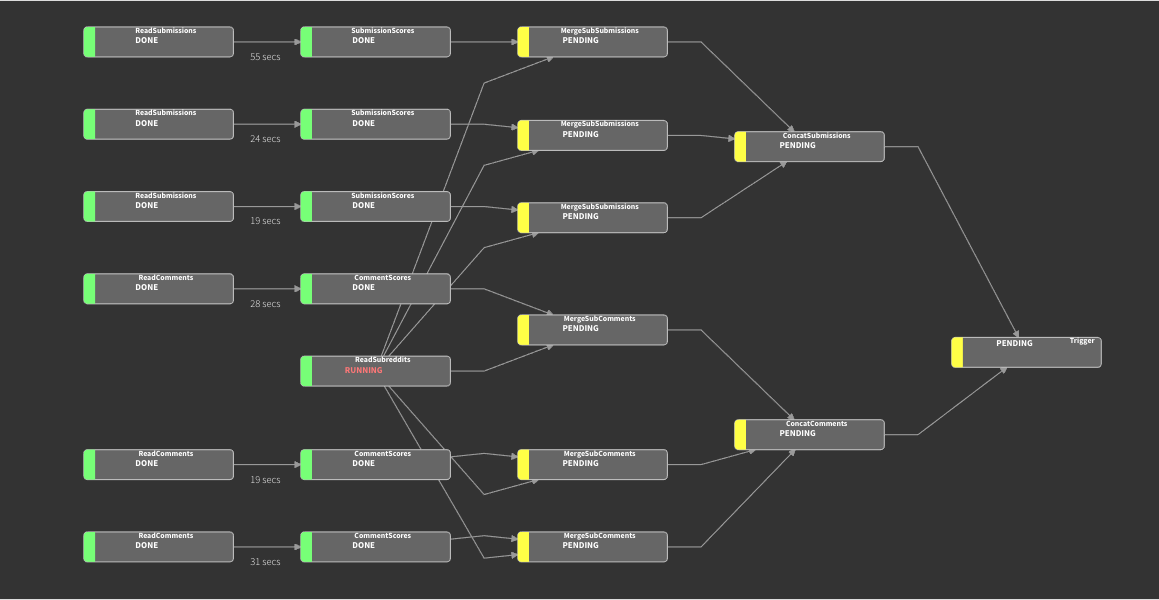 ReadSubmissions
DONE
55 secs
SubmissionScores
DONE
MergeSubSubmissions
PENDING
ReadSubmissions
DONE
24 secs
SubmissionScores
DONE
MergeSubSubmissions
PENDING
ConcatSubmissions
PENDING
ReadSubmissions
DONE
19 secs
SubmissionScores
DONE
MergeSubSubmissions
PENDING
ReadComments
DONE
28 secs
CommentScores
DONE
MergeSubComments
PENDING
Trigger
PENDING
ReadSubreddits
RUNNING
ConcatComments
PENDING
ReadComments
DONE
19 secs
CommentScores
DONE
MergeSubComments
PENDING
ReadComments
DONE
31 secs
CommentScores
DONE
MergeSubComments
PENDING